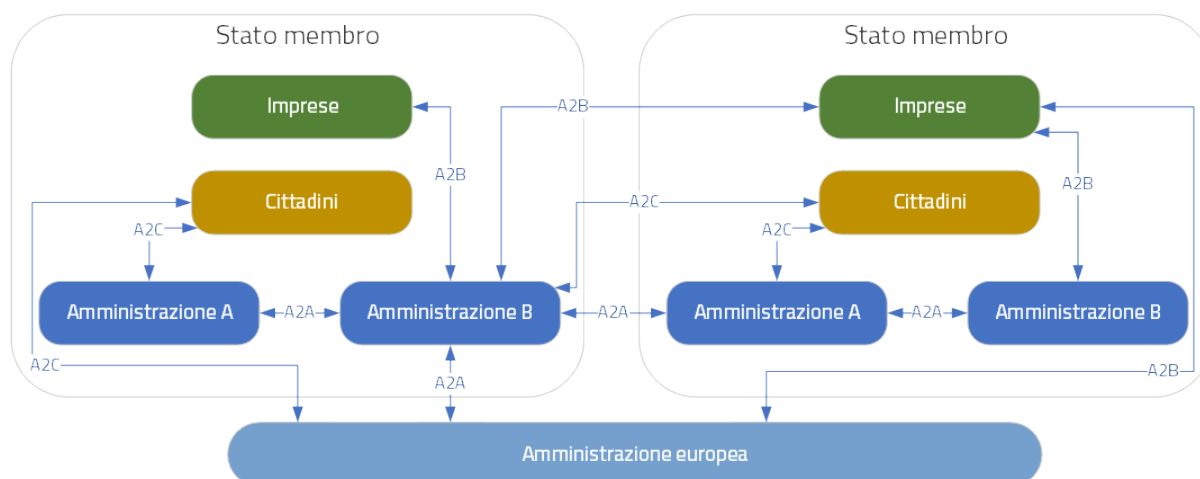 Stato membro
Stato membro
Imprese
A2B
Imprese
A2B
A2B
Cittadini
A2C
Cittadini
A2C
A2C
Amministrazione A
A2A
Amministrazione B
A2A
Amministrazione A
A2A
Amministrazione B
A2C
A2A
A2B
Amministrazione europea